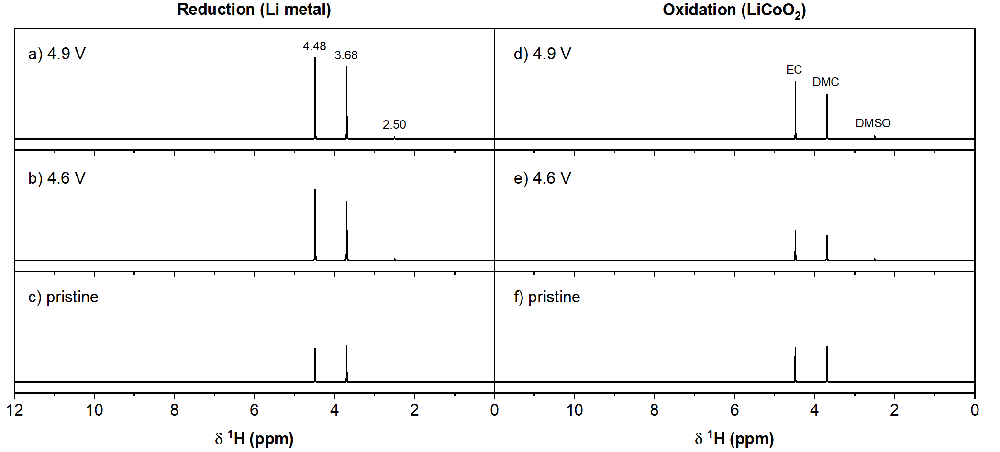 Reduction (Li metal)
Oxidation (LiCoO₂)
a) 4.9 V
4.48
3.68
2.50
d) 4.9 V
EC
DMC
DMSO
b) 4.6 V
e) 4.6 V
c) pristine
f) pristine
12 10 8 6 4 2 0 10 8 6 4 2 0
δ ¹H (ppm)
δ ¹H (ppm)